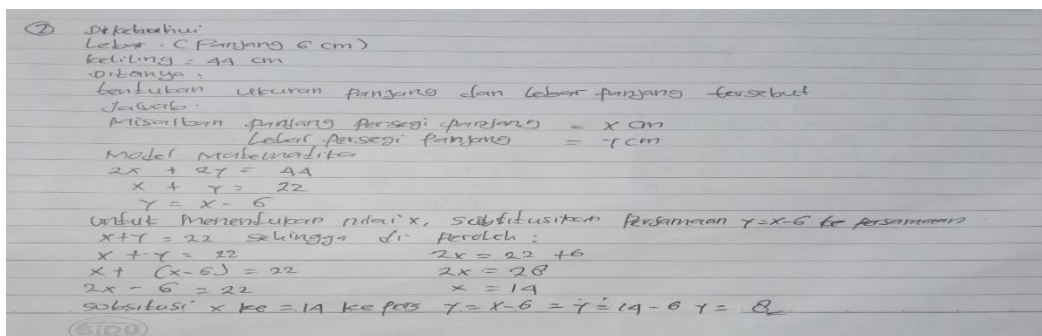 ② Diketahui
Lebar = (Panjang 6 cm)
keliling = 44 cm
Ditanya :
tentukan ukuran panjang dan lebar panjang tersebut
Jawab.
Misalkan panjang persegi panjang = x cm
Lebar persegi panjang = y cm
Model Matematika
2x + 2y = 44
x + y = 22
y = x - 6
untuk Menentukan nilai x, substitusikan Persamaan y=x-6 ke persamaan
x+y = 22 sehingga di peroleh :
x + y = 22 2x = 22 +6
x + (x-6) = 22 2x = 28
2x - 6 = 22 x = 14
sobsitusi x ke = 14 ke pers y = x-6 = y = 14-6 y = 8
SIDU